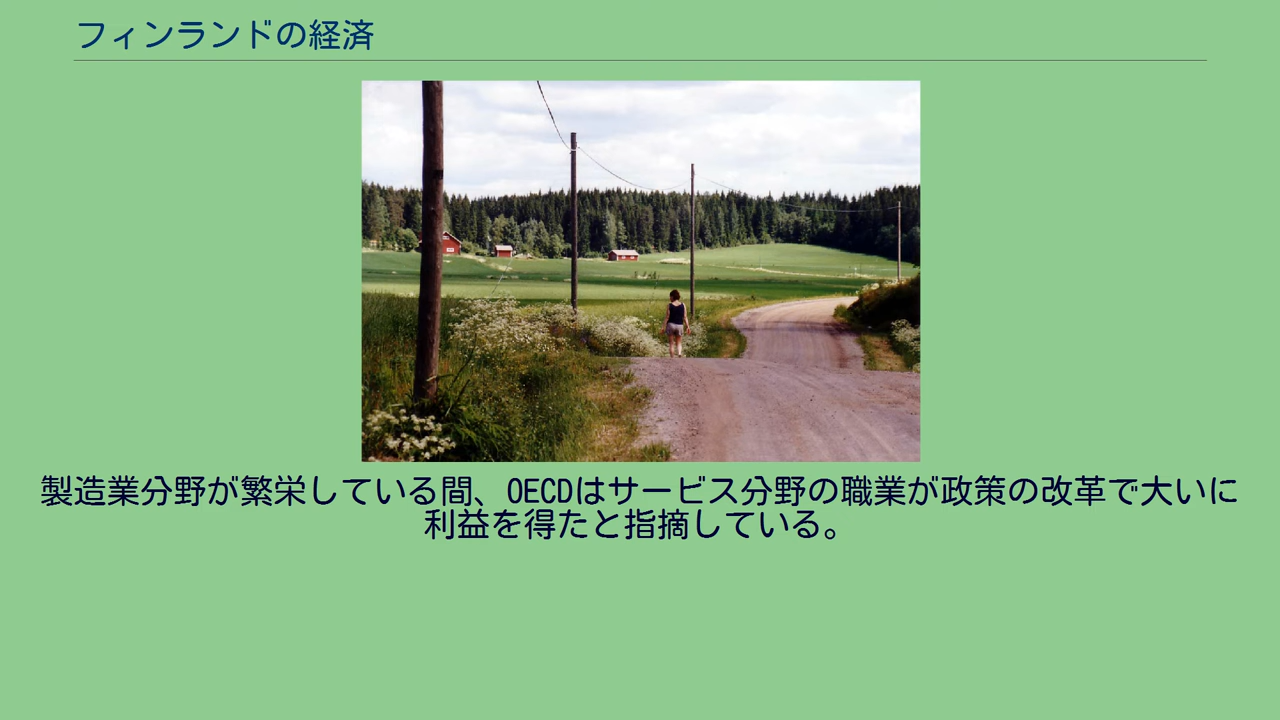 フィンランドの経済
製造業分野が繁栄している間、OECDはサービス分野の職業が政策の改革で大いに
利益を得たと指摘している。